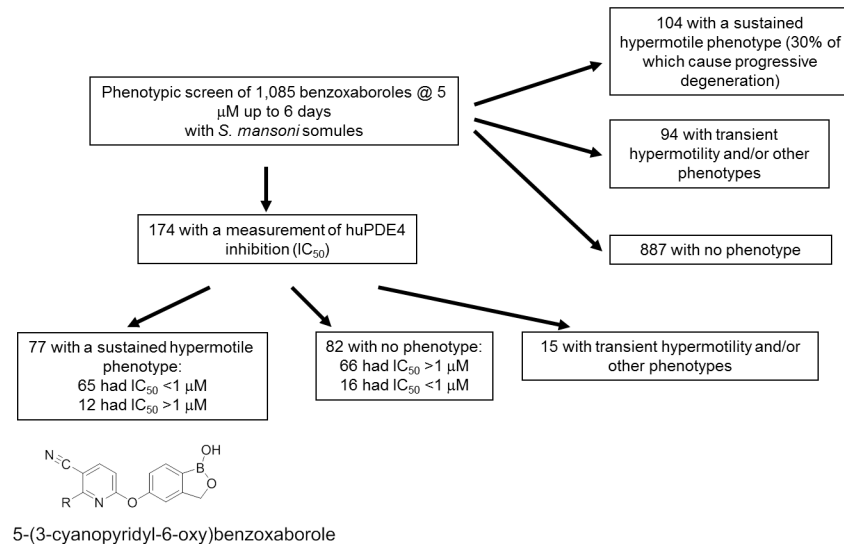 Phenotypic screen of 1,085 benzoxaboroles @ 5
μM up to 6 days
with S. mansoni somules
104 with a sustained
hypermotile phenotype (30% of
which cause progressive
degeneration)
94 with transient
hypermotility and/or other
phenotypes
887 with no phenotype
174 with a measurement of huPDE4
inhibition (IC50)
77 with a sustained hypermotile
phenotype:
65 had IC50 <1 μM
12 had IC50 >1 μM
82 with no phenotype:
66 had IC50 >1 μM
16 had IC50 <1 μM
15 with transient hypermotility and/or
other phenotypes
N
C
R
N
O
B
OH
O
5-(3-cyanopyridyl-6-oxy)benzoxaborole